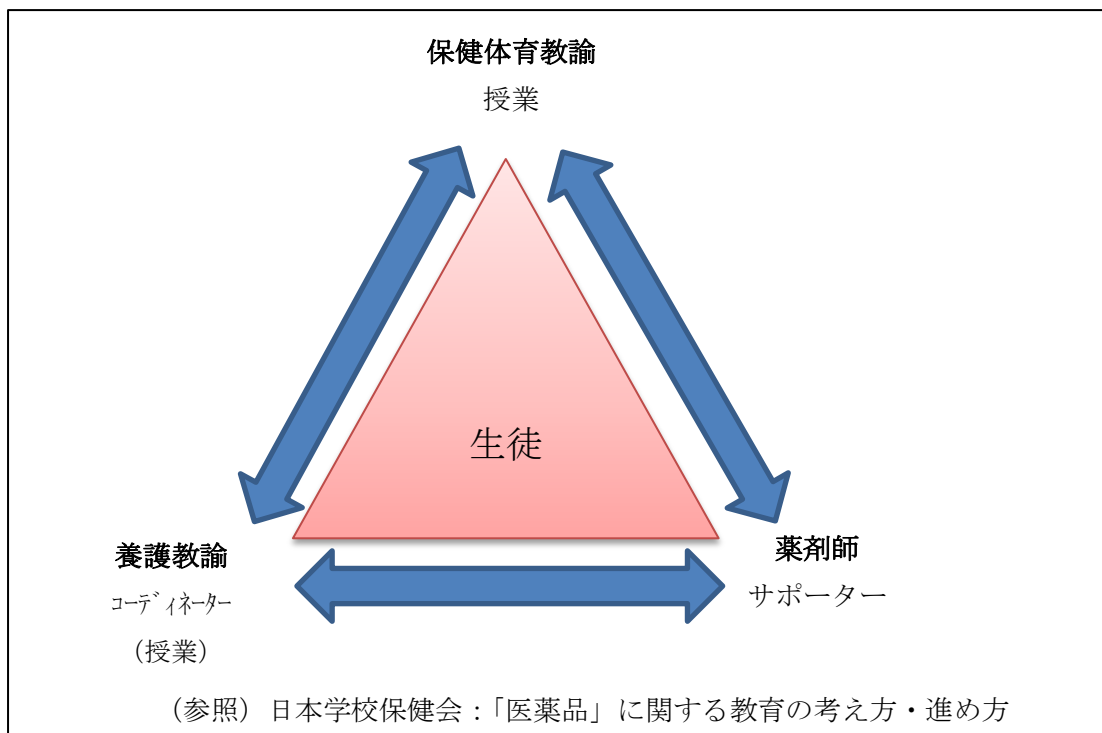 保健体育教諭
授業
生徒
養護教諭
ｺｰﾃﾞｨﾈｰﾀｰ
（授業）
薬剤師
サポーター
（参照）日本学校保健会：「医薬品」に関する教育の考え方・進め方